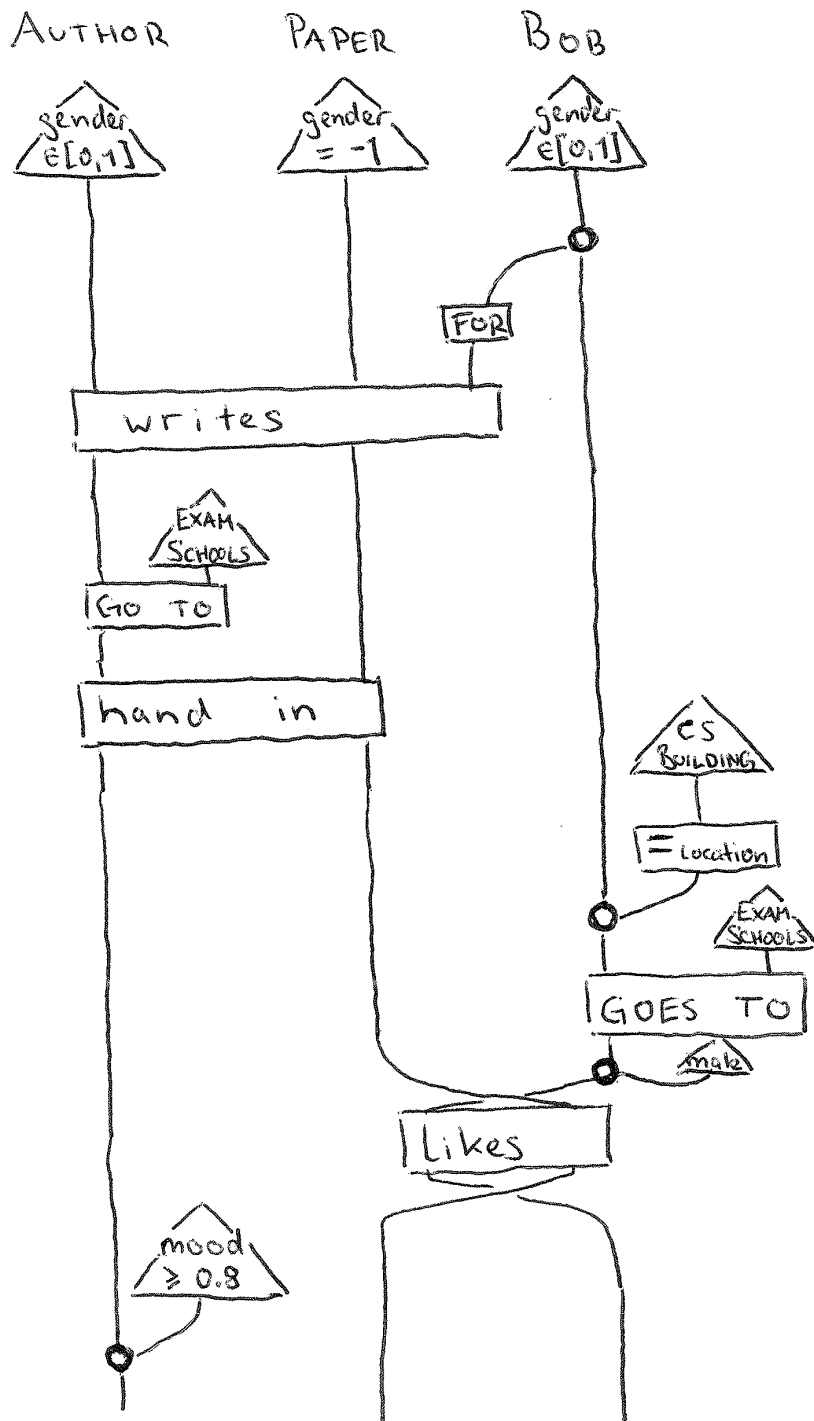 AUTHOR PAPER BOB
gender
∈[0,1]
gender
= -1
gender
∈[0,1]
FOR
writes
EXAM
SCHOOLS
GO TO
hand in
CS
BUILDING
= Location
EXAM
SCHOOLS
GOES TO
male
Likes
mood
≥ 0.8